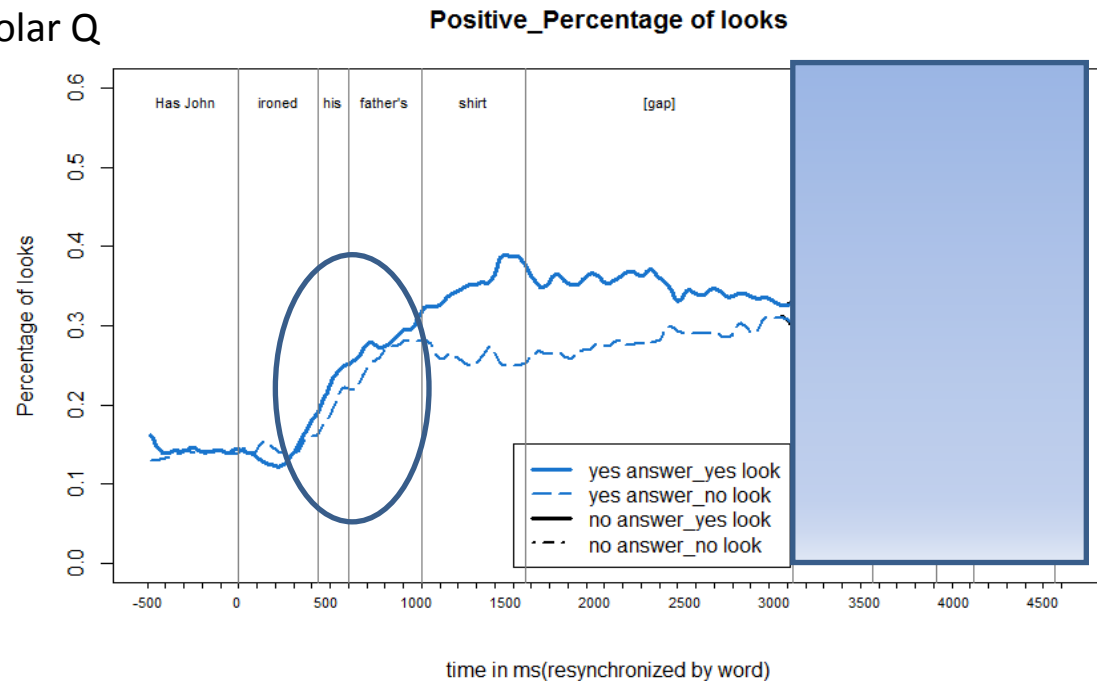 olar Q
Positive_Percentage of looks
Has John ironed his father's shirt [gap]
0.6
0.5
0.4
0.3
0.2
0.1
0.0
Percentage of looks
yes answer_yes look
yes answer_no look
no answer_yes look
no answer_no look
-500 0 500 1000 1500 2000 2500 3000 3500 4000 4500
time in ms(resynchronized by word)